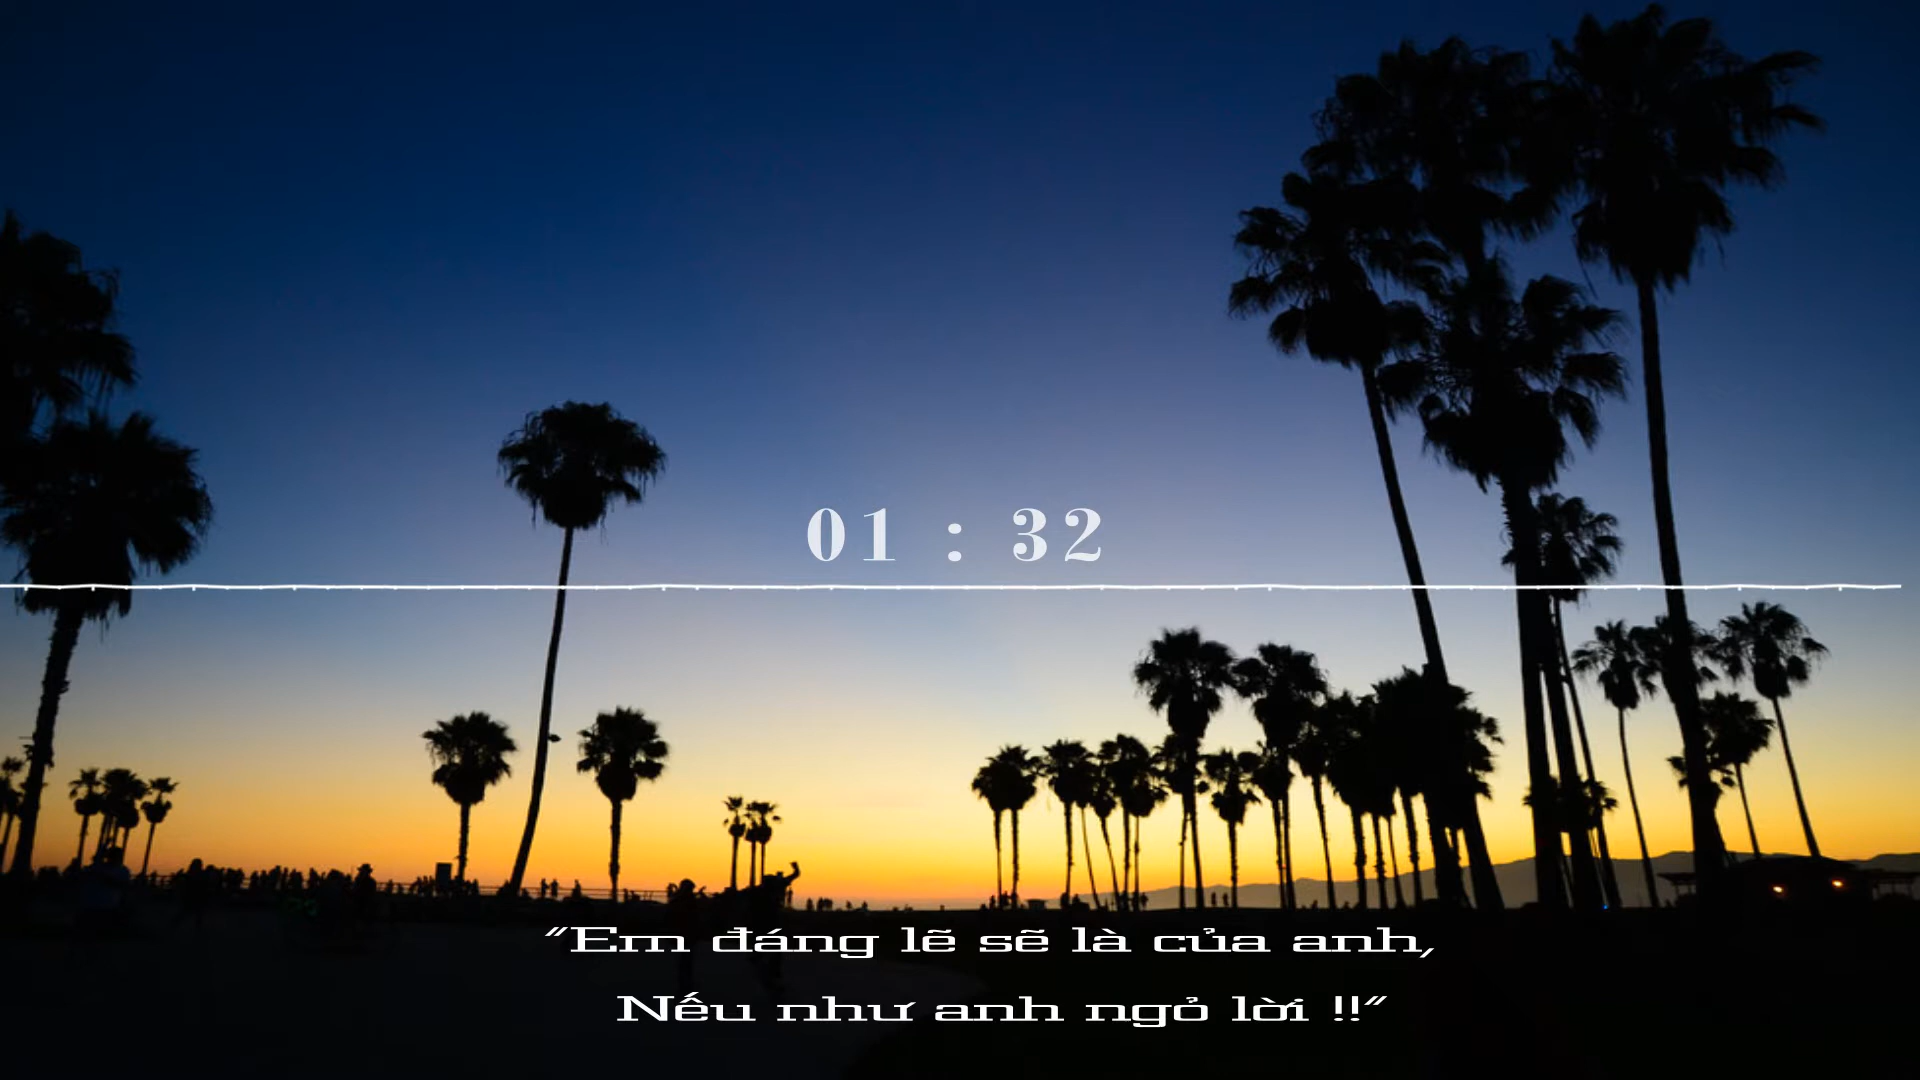 01 : 32
"Em đáng lẽ sẽ là của anh,
Nếu như anh ngỏ lời !!"